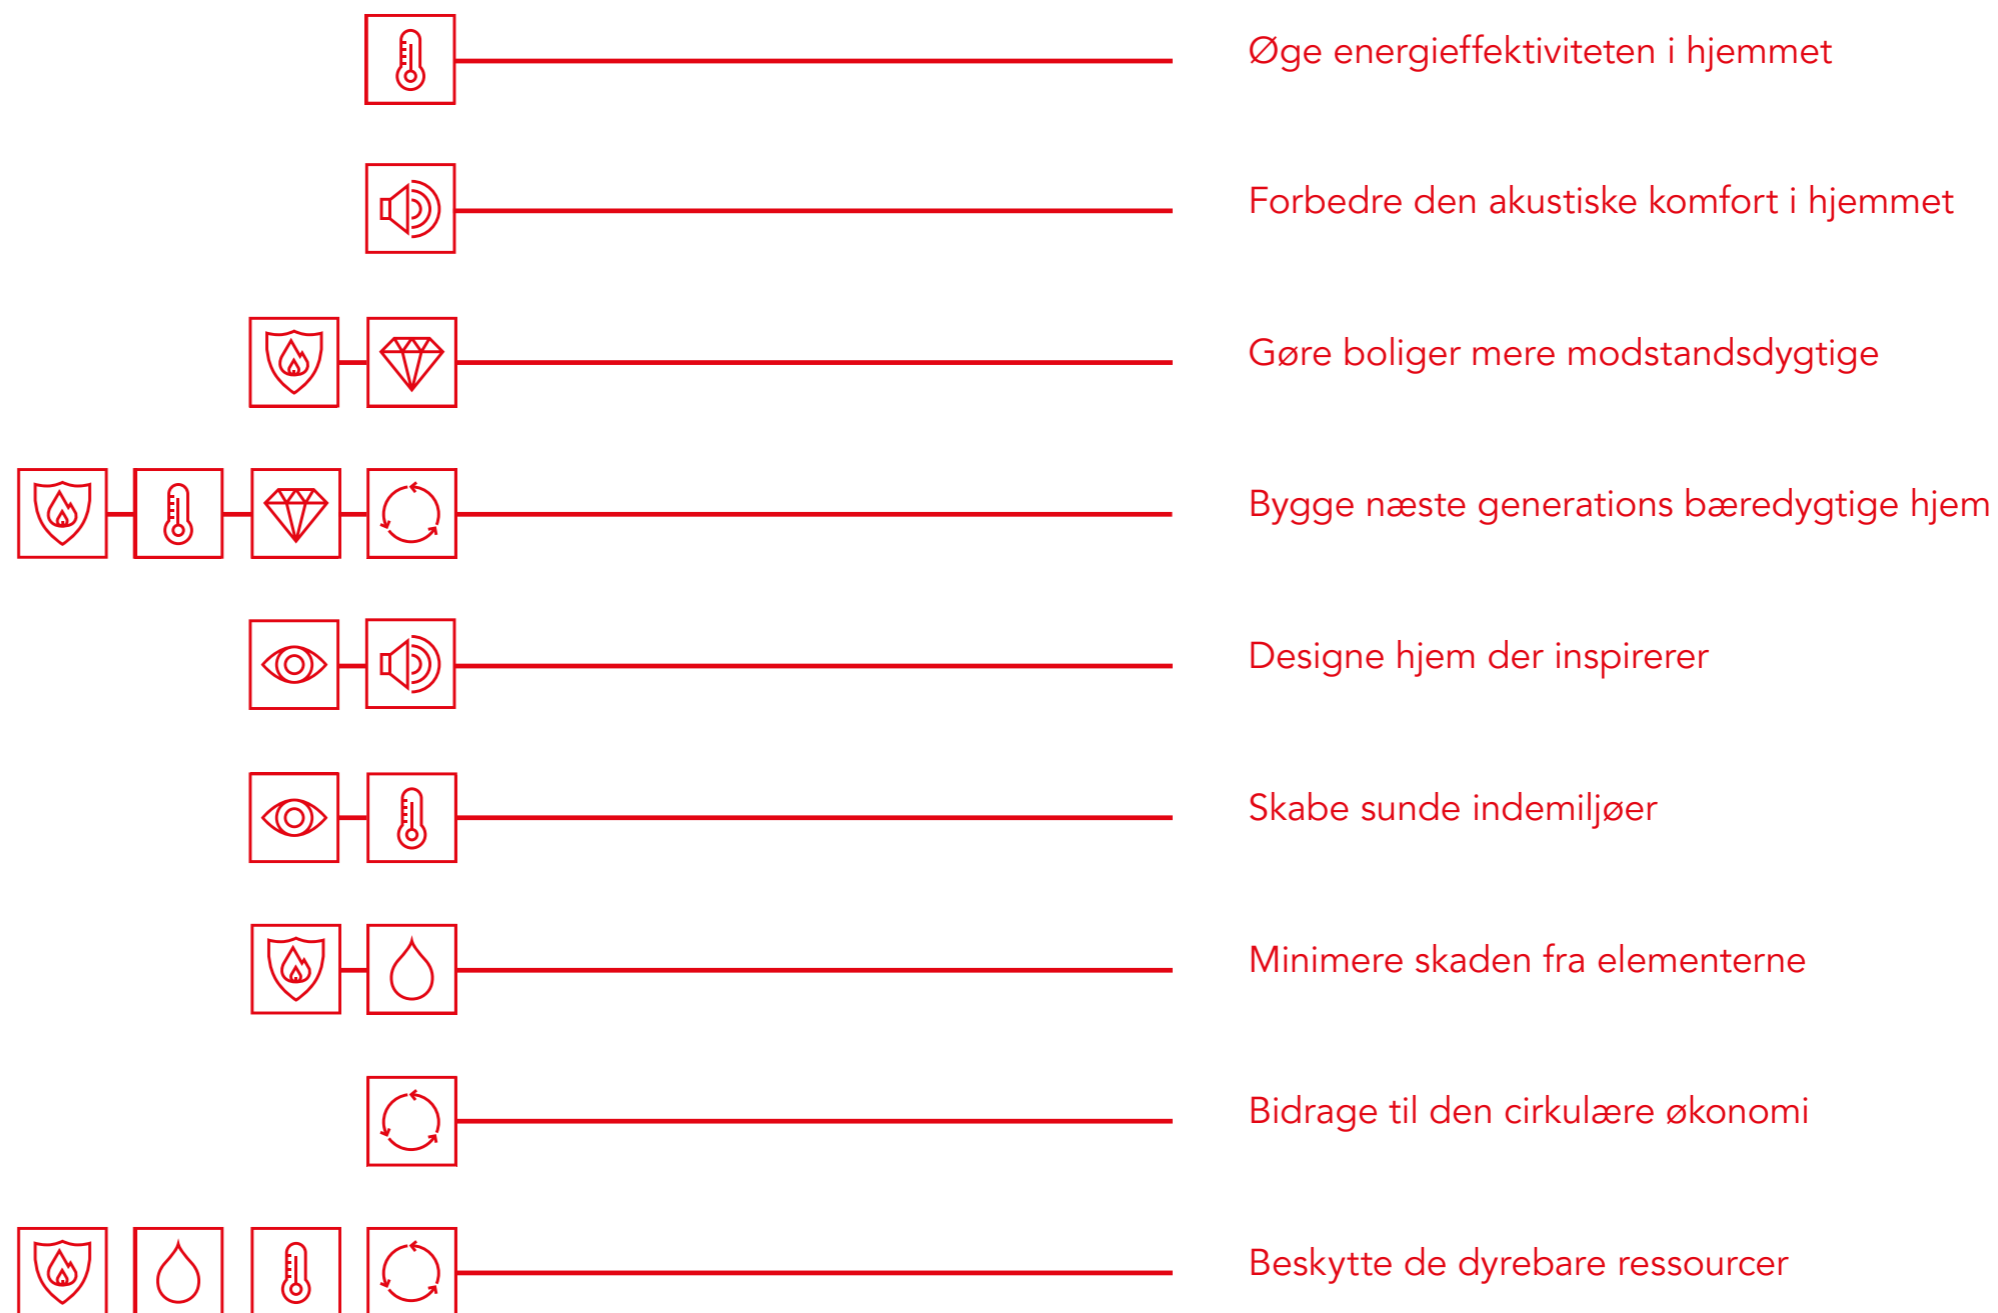 Øge energieffektiviteten i hjemmet
Forbedre den akustiske komfort i hjemmet
Gøre boliger mere modstandsdygtige
Bygge næste generations bæredygtige hjem
Designe hjem der inspirerer
Skabe sunde indemiljøer
Minimere skaden fra elementerne
Bidrage til den cirkulære økonomi
Beskytte de dyrebare ressourcer